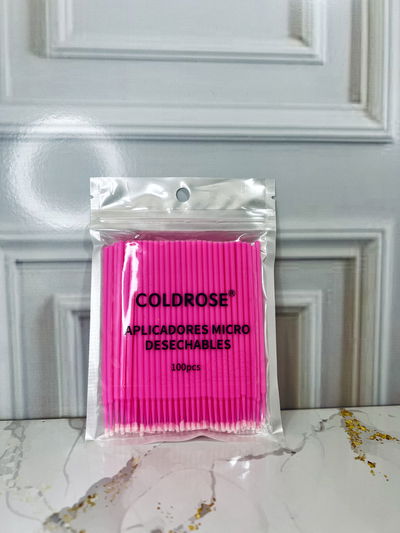 COLDROSE®
APLICADORES MICRO
DESECHABLES
100pcs